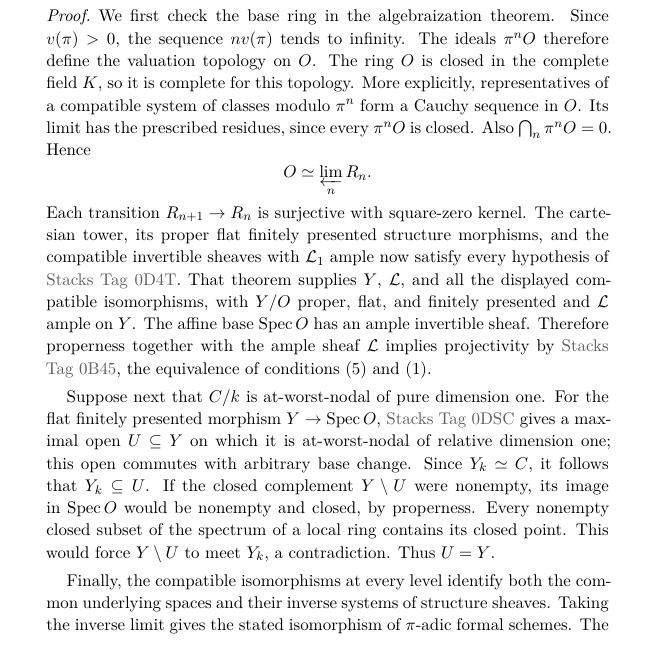 Proof. We first check the base ring in the algebraization theorem. Since
v(π) > 0, the sequence nv(π) tends to infinity. The ideals πⁿO therefore
define the valuation topology on O. The ring O is closed in the complete
field K, so it is complete for this topology. More explicitly, representatives of
a compatible system of classes modulo πⁿ form a Cauchy sequence in O. Its
limit has the prescribed residues, since every πⁿO is closed. Also ⋂ₙ πⁿO = 0.
Hence
O ≃ lim Rₙ.
←
n
Each transition Rₙ₊₁ → Rₙ is surjective with square-zero kernel. The carte-
sian tower, its proper flat finitely presented structure morphisms, and the
compatible invertible sheaves with ℒ₁ ample now satisfy every hypothesis of
Stacks Tag 0D4T. That theorem supplies Y, ℒ, and all the displayed com-
patible isomorphisms, with Y/O proper, flat, and finitely presented and ℒ
ample on Y. The affine base Spec O has an ample invertible sheaf. Therefore
properness together with the ample sheaf ℒ implies projectivity by Stacks
Tag 0B45, the equivalence of conditions (5) and (1).
Suppose next that C/k is at-worst-nodal of pure dimension one. For the
flat finitely presented morphism Y → Spec O, Stacks Tag 0DSC gives a max-
imal open U ⊆ Y on which it is at-worst-nodal of relative dimension one;
this open commutes with arbitrary base change. Since Yₖ ≃ C, it follows
that Yₖ ⊆ U. If the closed complement Y \ U were nonempty, its image
in Spec O would be nonempty and closed, by properness. Every nonempty
closed subset of the spectrum of a local ring contains its closed point. This
would force Y \ U to meet Yₖ, a contradiction. Thus U = Y.
Finally, the compatible isomorphisms at every level identify both the com-
mon underlying spaces and their inverse systems of structure sheaves. Taking
the inverse limit gives the stated isomorphism of π-adic formal schemes. The